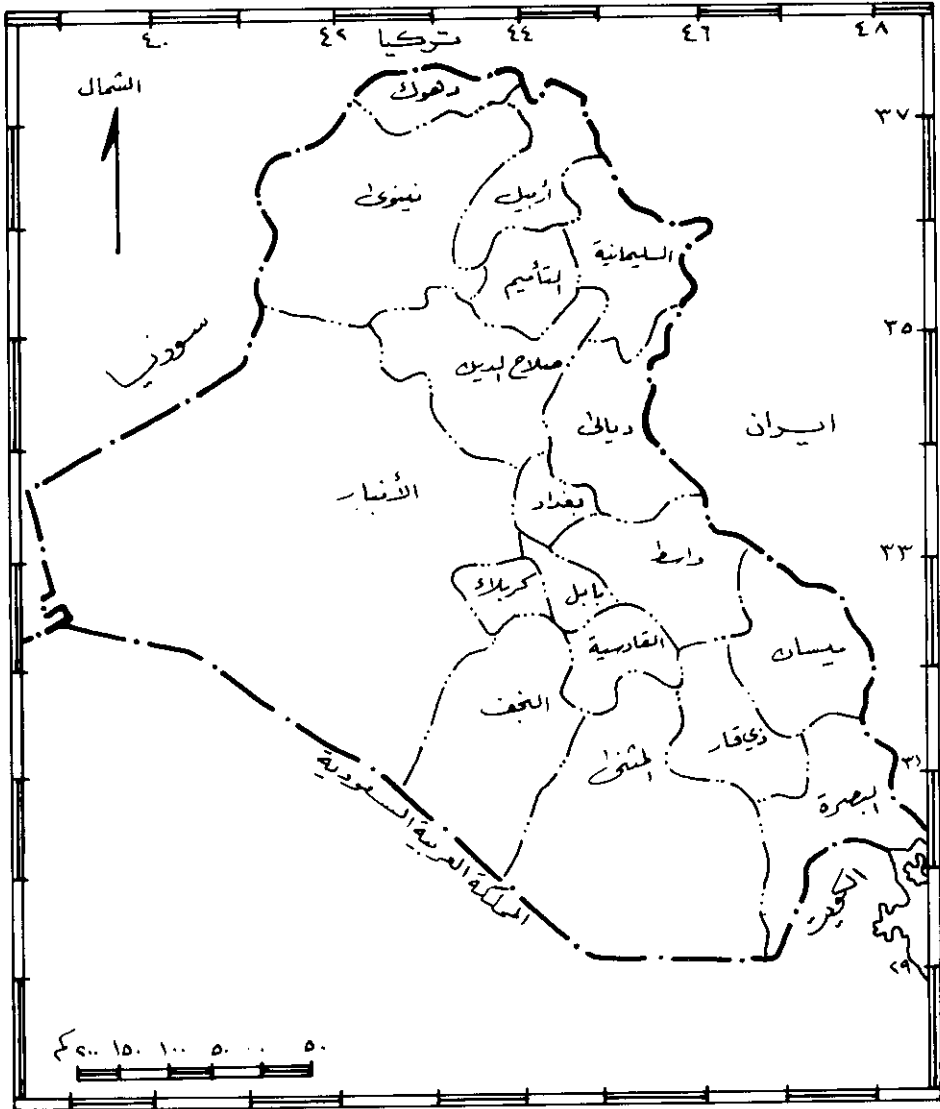 ٤٠ ٤٢ ٤٤ ٤٦ ٤٨
تركيا
الشمال
دهوك
٣٧
نينوى
أربيل
السليمانية
التأميم
سوريا
٣٥
صلاح الدين
ديالى
ايران
الأنبار
بغداد
٣٣
واسط
كربلاء
بابل
القادسية
ميسان
النجف
ذي قار
المثنى
٣١
البصرة
المملكة العربية السعودية
الكويت
٢٩
كم ٢٠٠ ١٥٠ ١٠٠ ٥٠ ٠ ٥٠